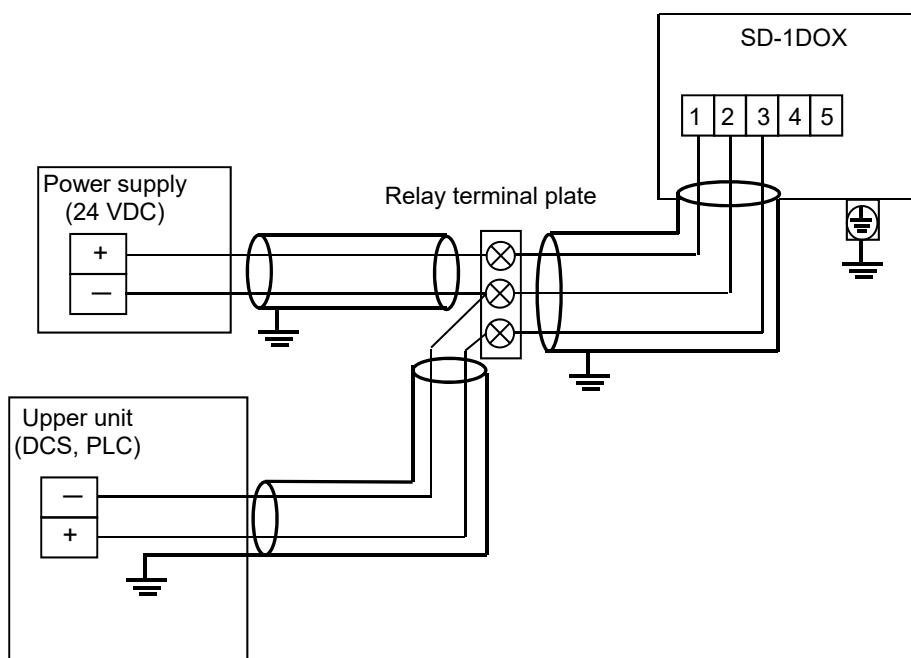 SD-1DOX
1 2 3 4 5
Power supply
(24 VDC)
+
—
Relay terminal plate
Upper unit
(DCS, PLC)
—
+